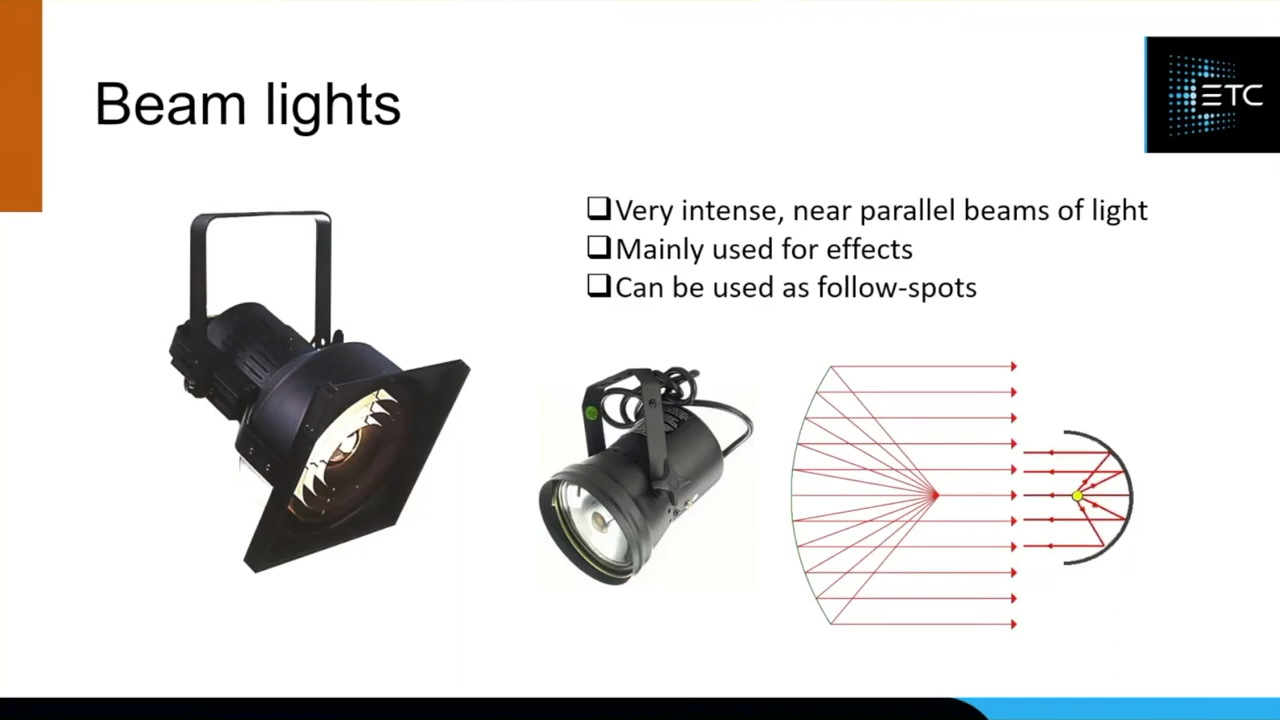 Beam lights
ETC
Very intense, near parallel beams of light
Mainly used for effects
Can be used as follow-spots